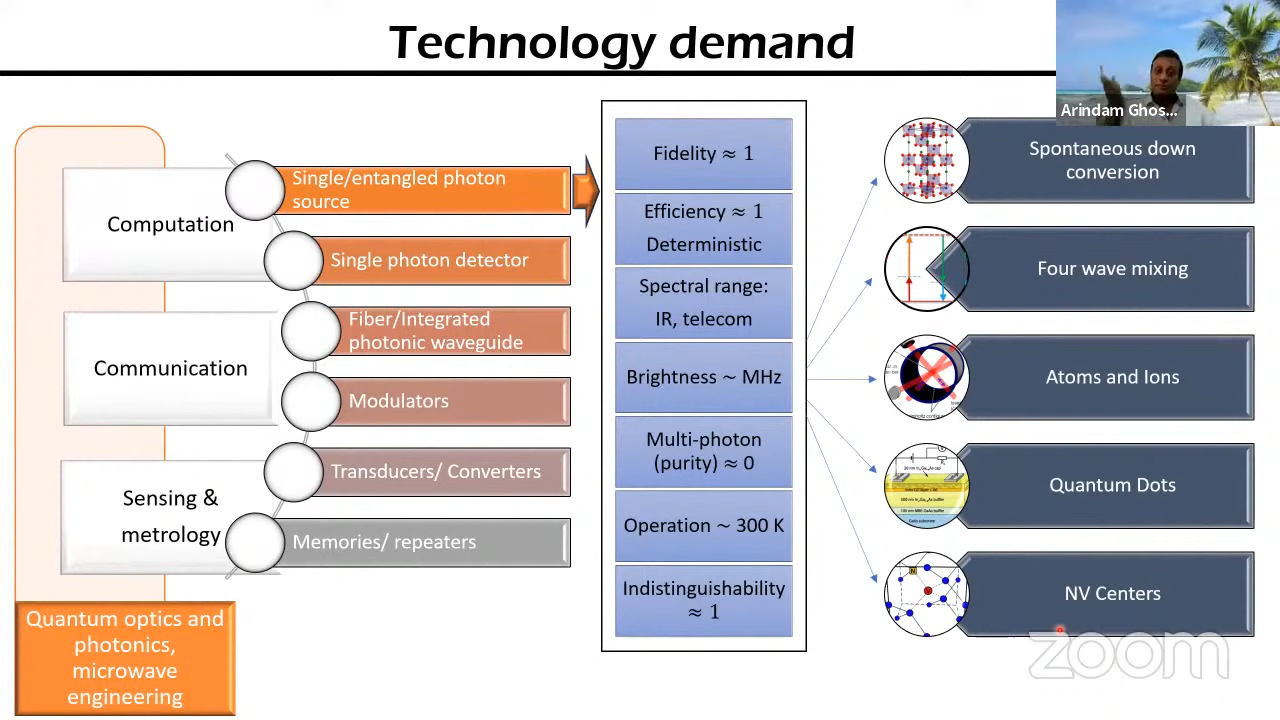 Technology demand
Arindam Ghos...
Computation
Communication
Sensing &
metrology
Quantum optics and
photonics,
microwave
engineering
Single/entangled photon
source
Single photon detector
Fiber/Integrated
photonic waveguide
Modulators
Transducers/ Converters
Memories/ repeaters
Fidelity ≈ 1
Efficiency ≈ 1
Deterministic
Spectral range:
IR, telecom
Brightness ~ MHz
Multi-photon
(purity) ≈ 0
Operation ~ 300 K
Indistinguishability
≈ 1
Spontaneous down
conversion
Four wave mixing
Atoms and Ions
Quantum Dots
NV Centers
N
V
zoom